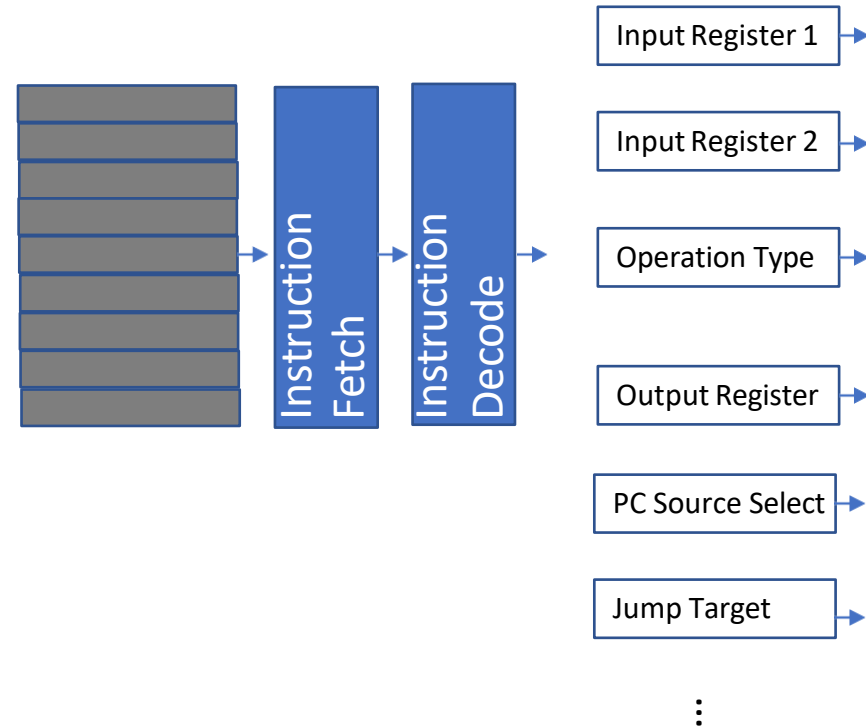 Instruction
Fetch
Instruction
Decode
Input Register 1
Input Register 2
Operation Type
Output Register
PC Source Select
Jump Target
⋮